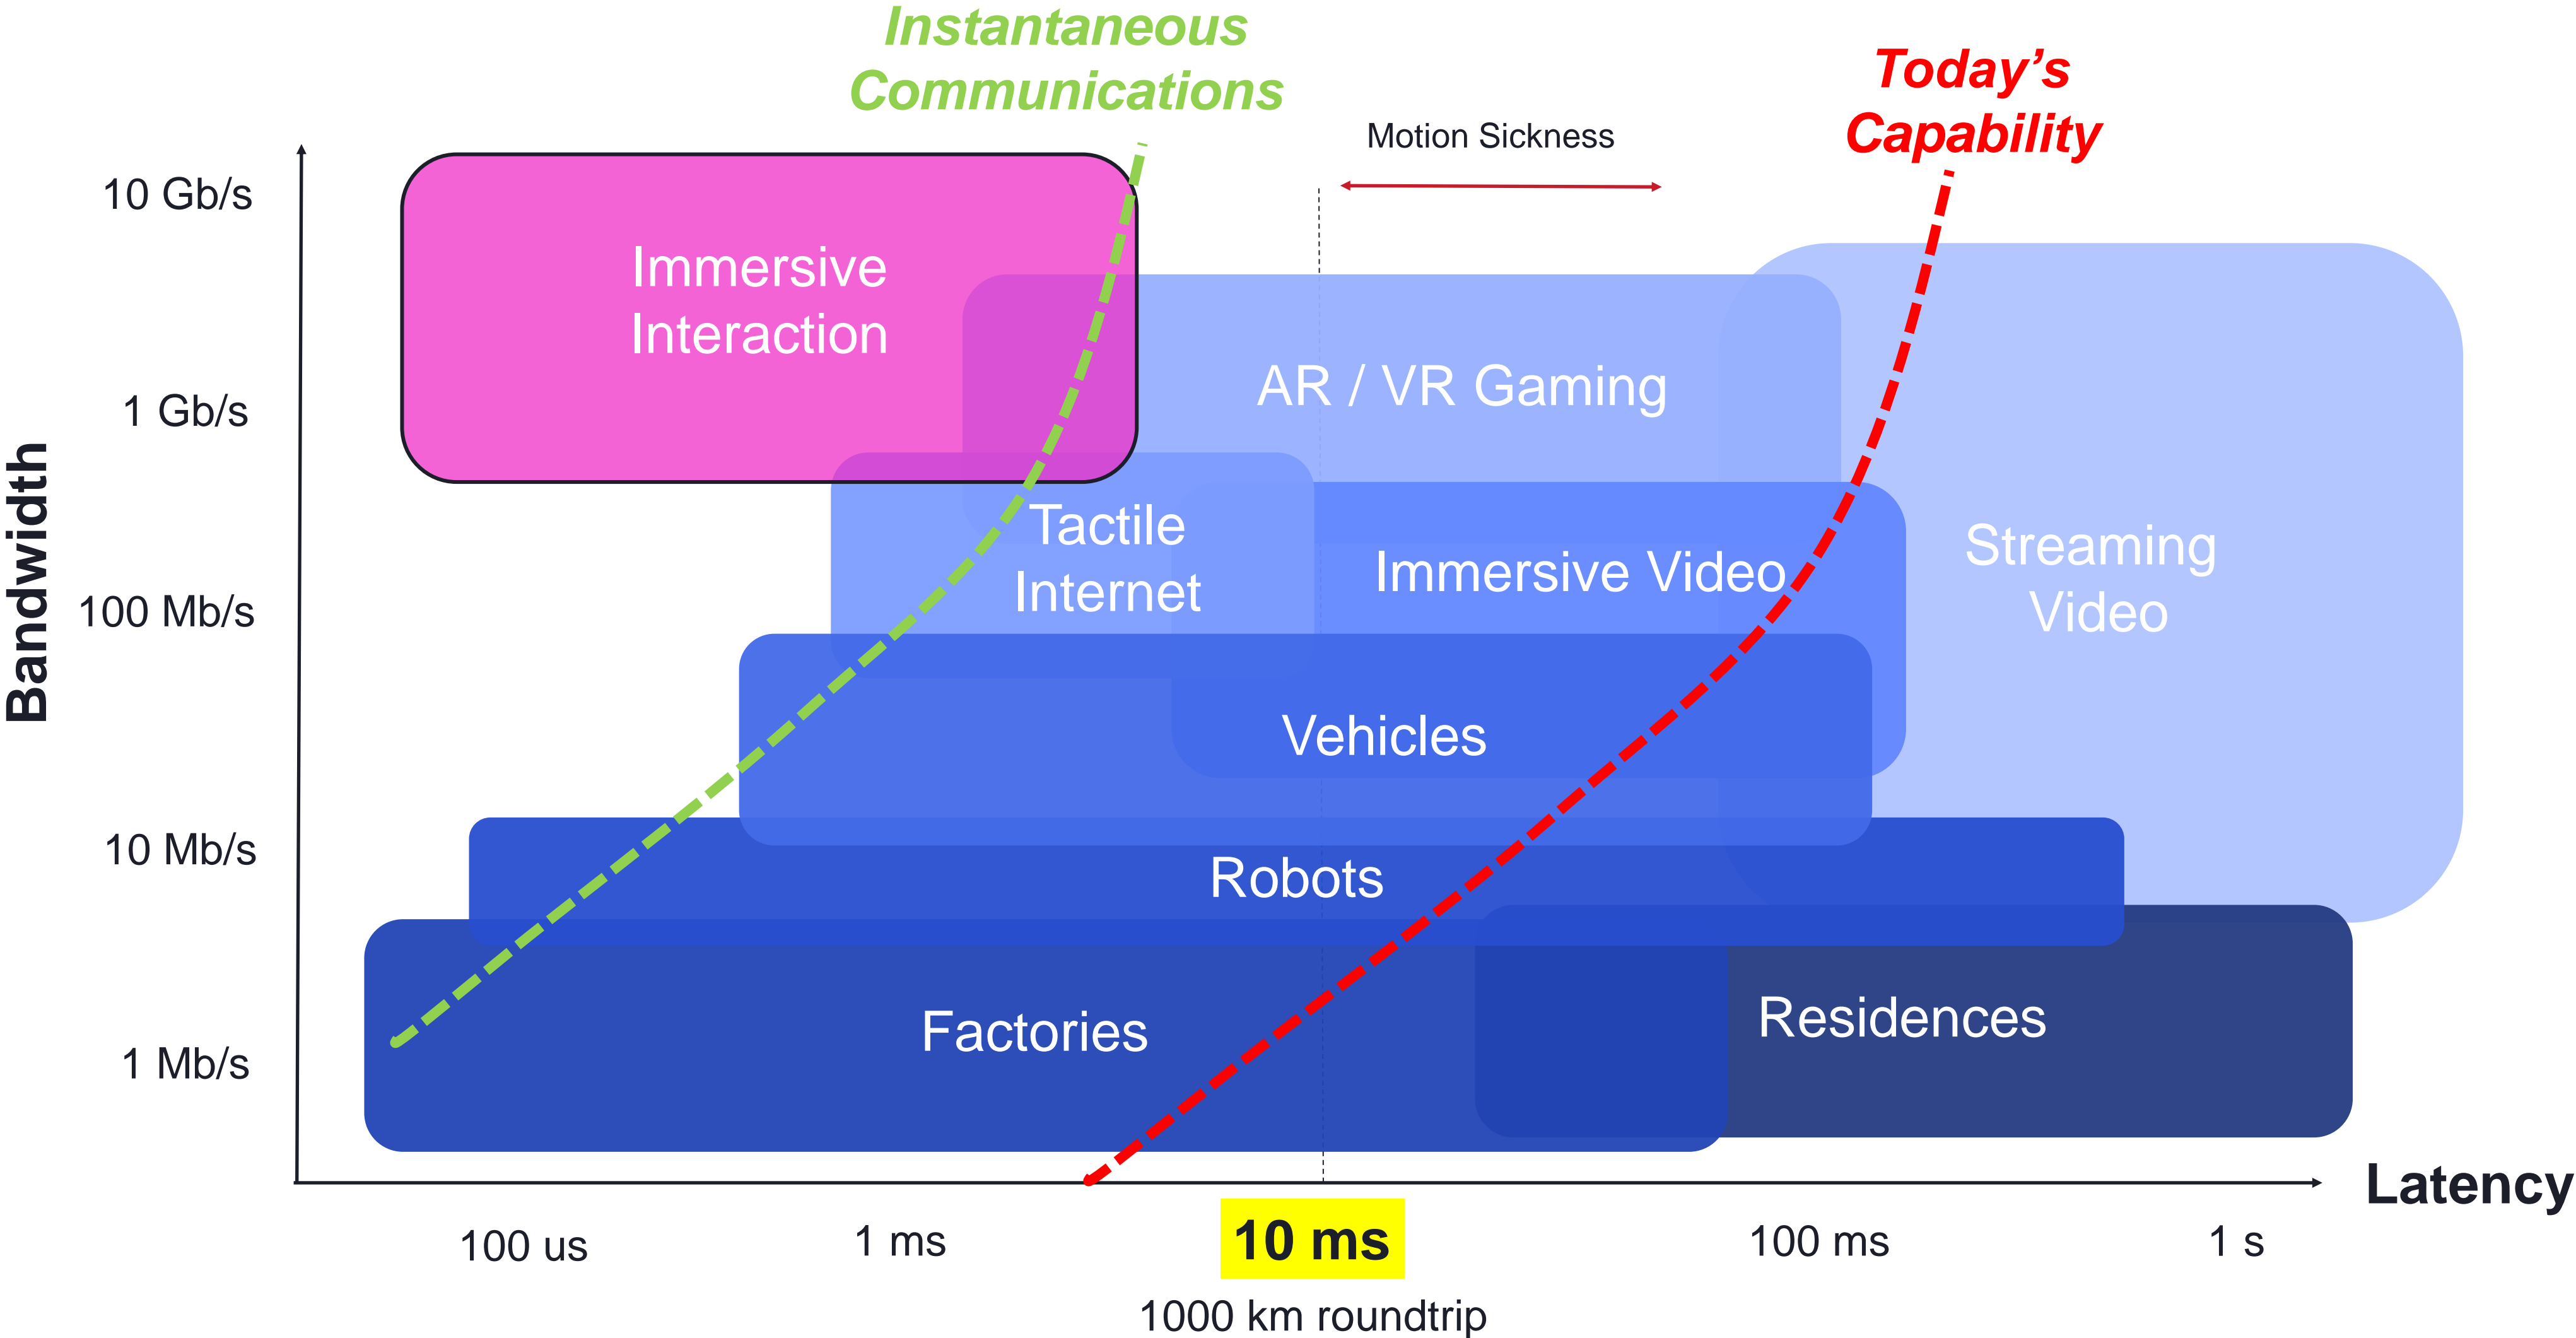 Instantaneous
Communications
Today’s
Capability
Motion Sickness
10 Gb/s
1 Gb/s
100 Mb/s
10 Mb/s
1 Mb/s
Bandwidth
Immersive
Interaction
AR / VR Gaming
Tactile
Internet
Immersive Video
Streaming
Video
Vehicles
Robots
Factories
Residences
Latency
100 us
1 ms
10 ms
100 ms
1 s
1000 km roundtrip